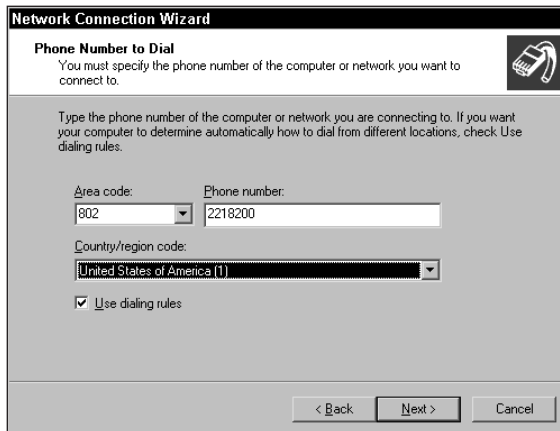 Network Connection Wizard
Phone Number to Dial
You must specify the phone number of the computer or network you want to
connect to.
Type the phone number of the computer or network you are connecting to. If you want
your computer to determine automatically how to dial from different locations, check Use
dialing rules.
Area code: Phone number:
802 2218200
Country/region code:
United States of America (1)
Use dialing rules
< Back Next > Cancel